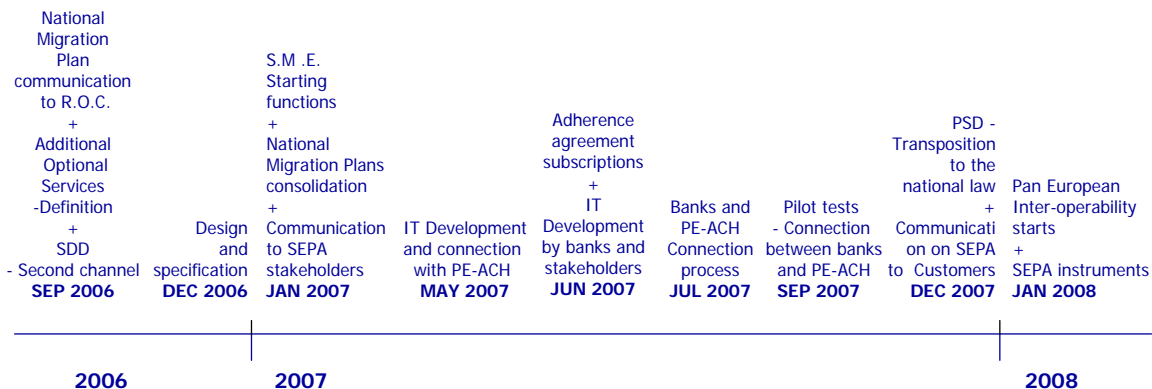 National
Migration
Plan
communication
to R.O.C.
+
Additional
Optional
Services
-Definition
+
SDD
- Second channel
SEP 2006
Design
and
specification
DEC 2006
S.M .E.
Starting
functions
+
National
Migration Plans
consolidation
+
Communication
to SEPA
stakeholders
JAN 2007
IT Development
and connection
with PE-ACH
MAY 2007
Adherence
agreement
subscriptions
+
IT
Development
by banks and
stakeholders
JUN 2007
Banks and
PE-ACH
Connection
process
JUL 2007
Pilot tests
- Connection
between banks
and PE-ACH
SEP 2007
PSD -
Transposition
to the
national law
+
Communicati
on on SEPA
to Customers
DEC 2007
Pan European
Inter-operability
starts
+
SEPA instruments
JAN 2008
2006
2007
2008